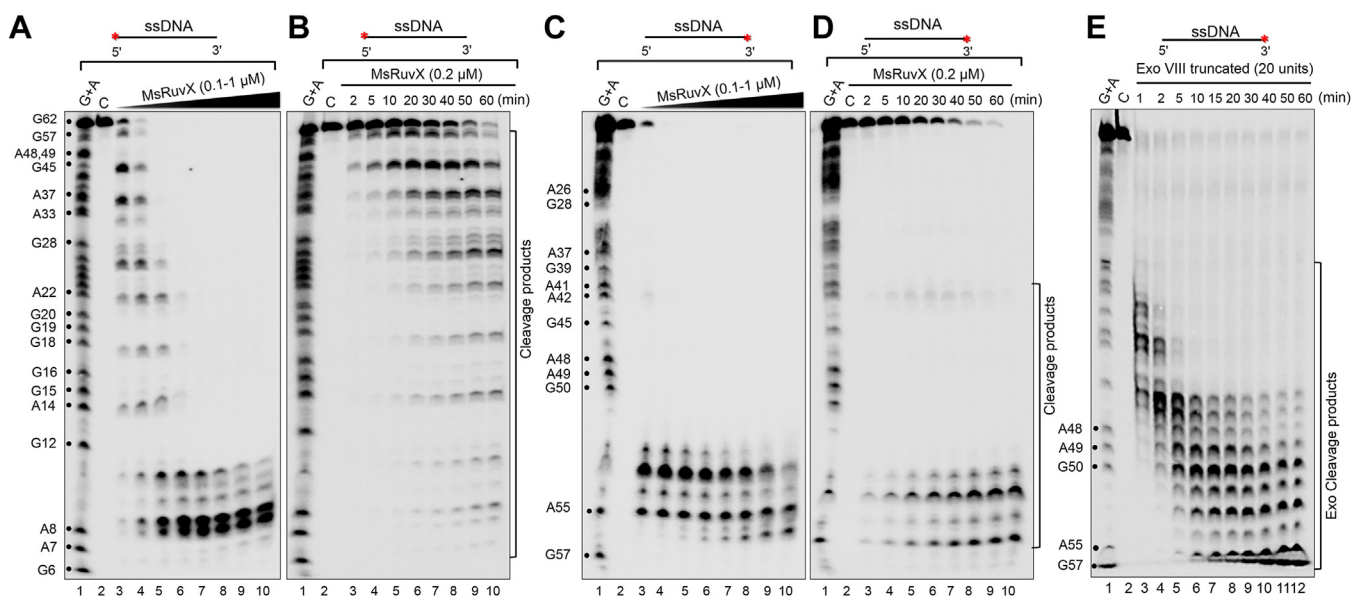 A
ssDNA
* 5' 3'
MsRuvX (0.1-1 µM)
G+A
C
G62
G57
A48,49
G45
A37
A33
G28
A22
G20
G19
G18
G16
G15
A14
G12
A8
A7
G6
1 2 3 4 5 6 7 8 9 10
B
ssDNA
* 5' 3'
MsRuvX (0.2 µM)
G+A
C 2 5 10 20 30 40 50 60 (min)
Cleavage products
1 2 3 4 5 6 7 8 9 10
C
ssDNA
5' 3' *
MsRuvX (0.1-1 µM)
G+A
C
A26
G28
A37
G39
A41
A42
G45
A48
A49
G50
A55
G57
1 2 3 4 5 6 7 8 9 10
D
ssDNA
5' 3' *
MsRuvX (0.2 µM)
G+A
C 2 5 10 20 30 40 50 60 (min)
Cleavage products
1 2 3 4 5 6 7 8 9 10
E
ssDNA
5' 3' *
Exo VIII truncated (20 units)
G+A
C 1 2 5 10 15 20 30 40 50 60 (min)
A48
A49
G50
A55
G57
Exo Cleavage products
1 2 3 4 5 6 7 8 9 10 11 12